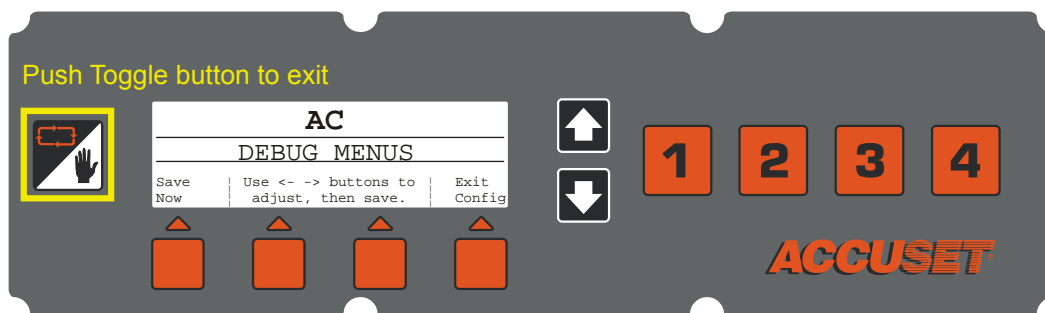 Push Toggle button to exit
AC
DEBUG MENUS
Save | Use <- -> buttons to | Exit
Now | adjust, then save. | Config
1 2 3 4
ACCUSET